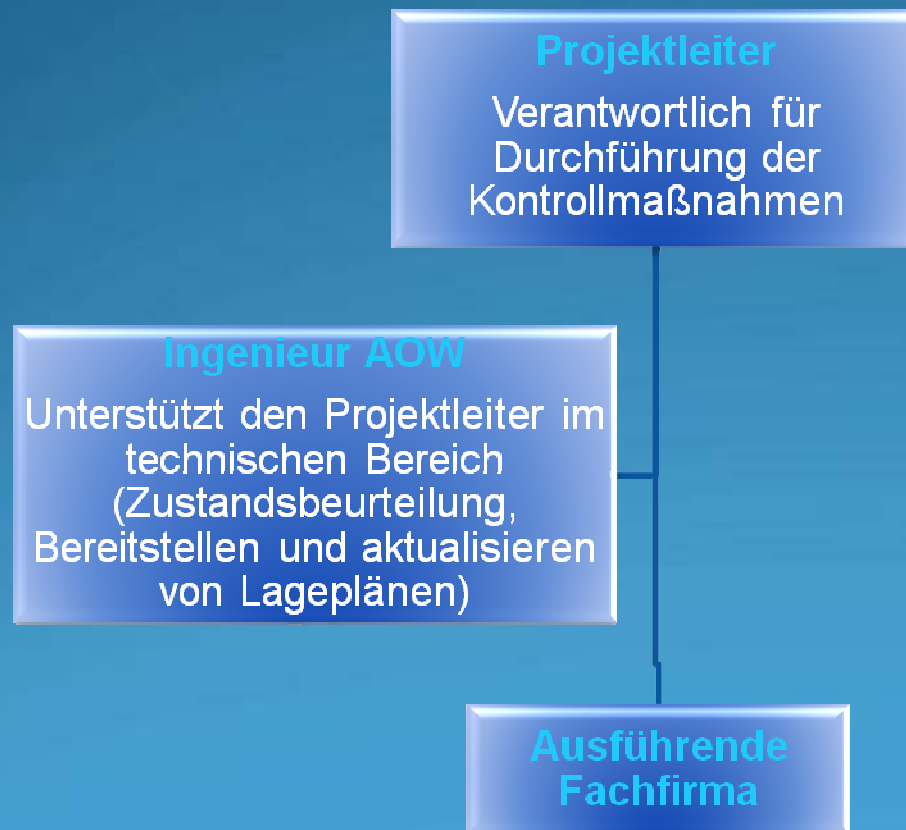 Projektleiter
Verantwortlich für
Durchführung der
Kontrollmaßnahmen
Ingenieur AOW
Unterstützt den Projektleiter im
technischen Bereich
(Zustandsbeurteilung,
Bereitstellen und aktualisieren
von Lageplänen)
Ausführende
Fachfirma